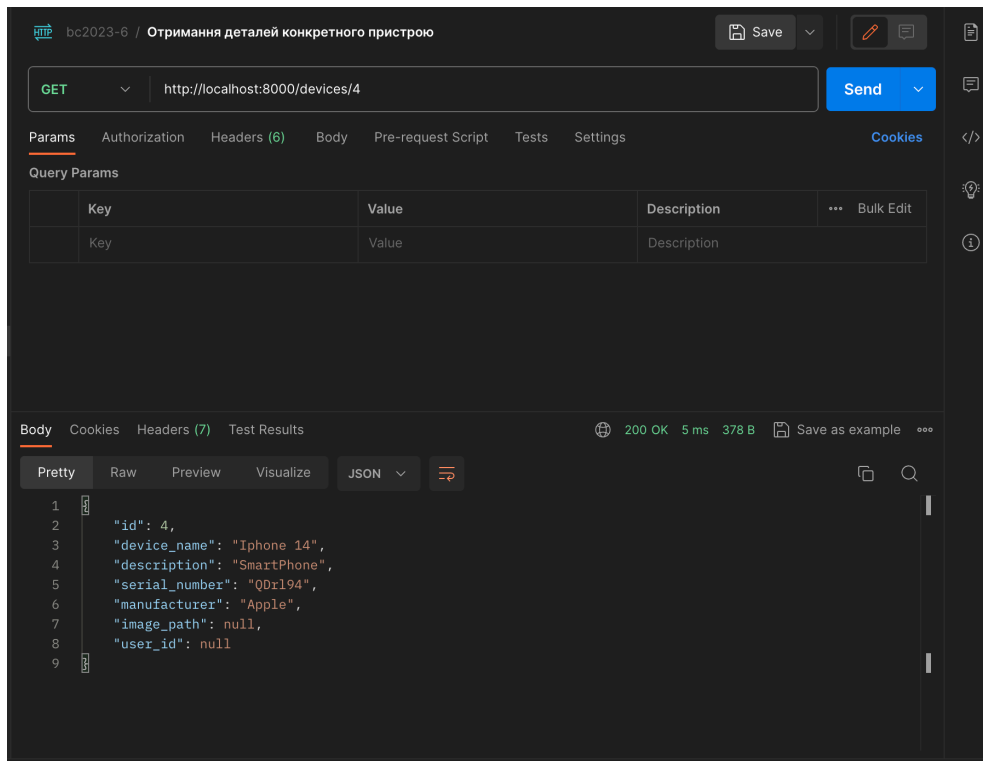 HTTP bc2023-6 / Отримання деталей конкретного пристрою Save
GET http://localhost:8000/devices/4 Send
Params Authorization Headers (6) Body Pre-request Script Tests Settings Cookies
Query Params
Key Value Description ••• Bulk Edit
Key Value Description
Body Cookies Headers (7) Test Results 200 OK 5 ms 378 B Save as example
Pretty Raw Preview Visualize JSON
1 {
2 "id": 4,
3 "device_name": "Iphone 14",
4 "description": "SmartPhone",
5 "serial_number": "QDrl94",
6 "manufacturer": "Apple",
7 "image_path": null,
8 "user_id": null
9 }